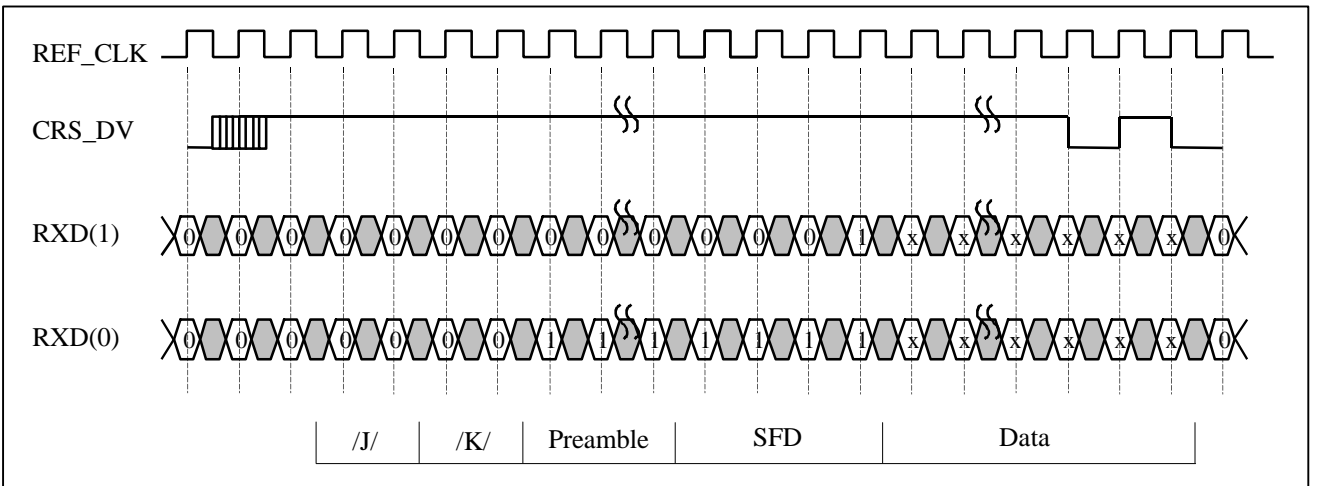 REF_CLK
CRS_DV
RXD(1) 0 0 0 0 0 0 0 0 0 0 0 0 0 1 x x x x x x 0
RXD(0) 0 0 0 0 0 0 0 1 1 1 1 1 1 1 x x x x x x 0
/J/ /K/ Preamble SFD Data